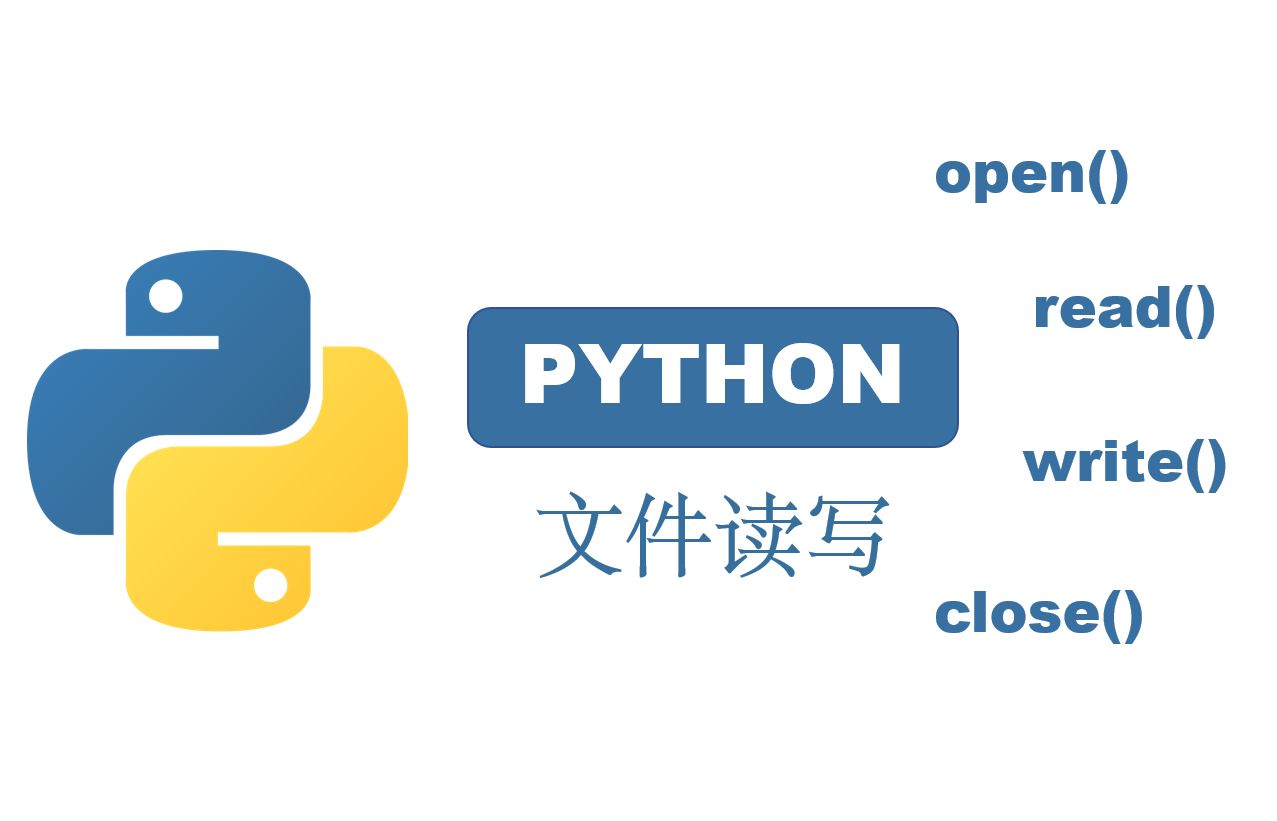 open()
read()
PYTHON
write()
文件读写
close()